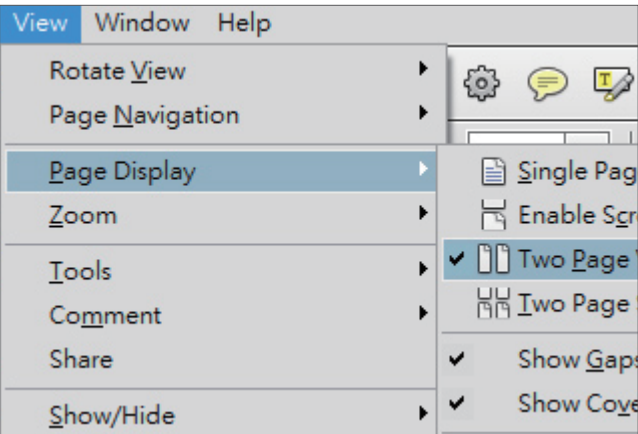 View Window Help
Rotate View
Page Navigation
Page Display
Zoom
Tools
Comment
Share
Show/Hide
Single Pag
Enable Scr
Two Page
Two Page
Show Gaps
Show Cove